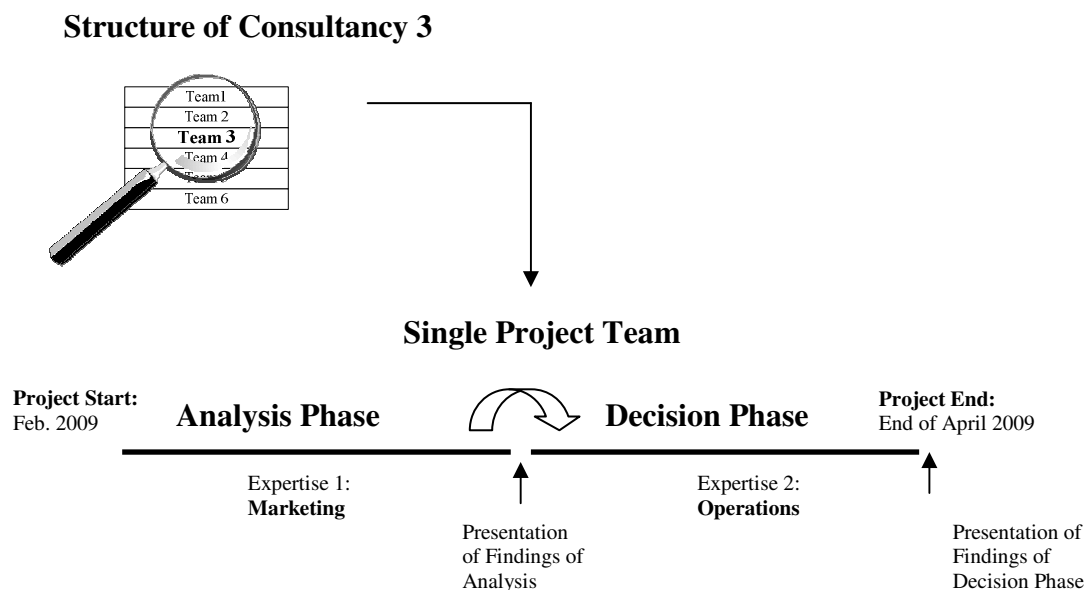 Structure of Consultancy 3
Team1
Team 2
Team 3
Team 4
Team 6
Single Project Team
Project Start:
Feb. 2009
Analysis Phase
Decision Phase
Project End:
End of April 2009
Expertise 1:
Marketing
Expertise 2:
Operations
Presentation
of Findings of
Analysis
Presentation of
Findings of
Decision Phase